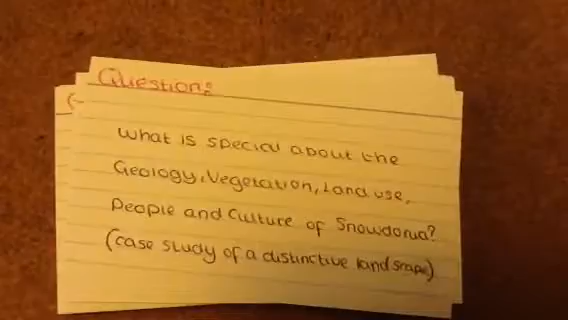 Question:
What is special about the
Geology, Vegetation, Land use,
People and Culture of Snowdonia?
(case study of a distinctive landscape)